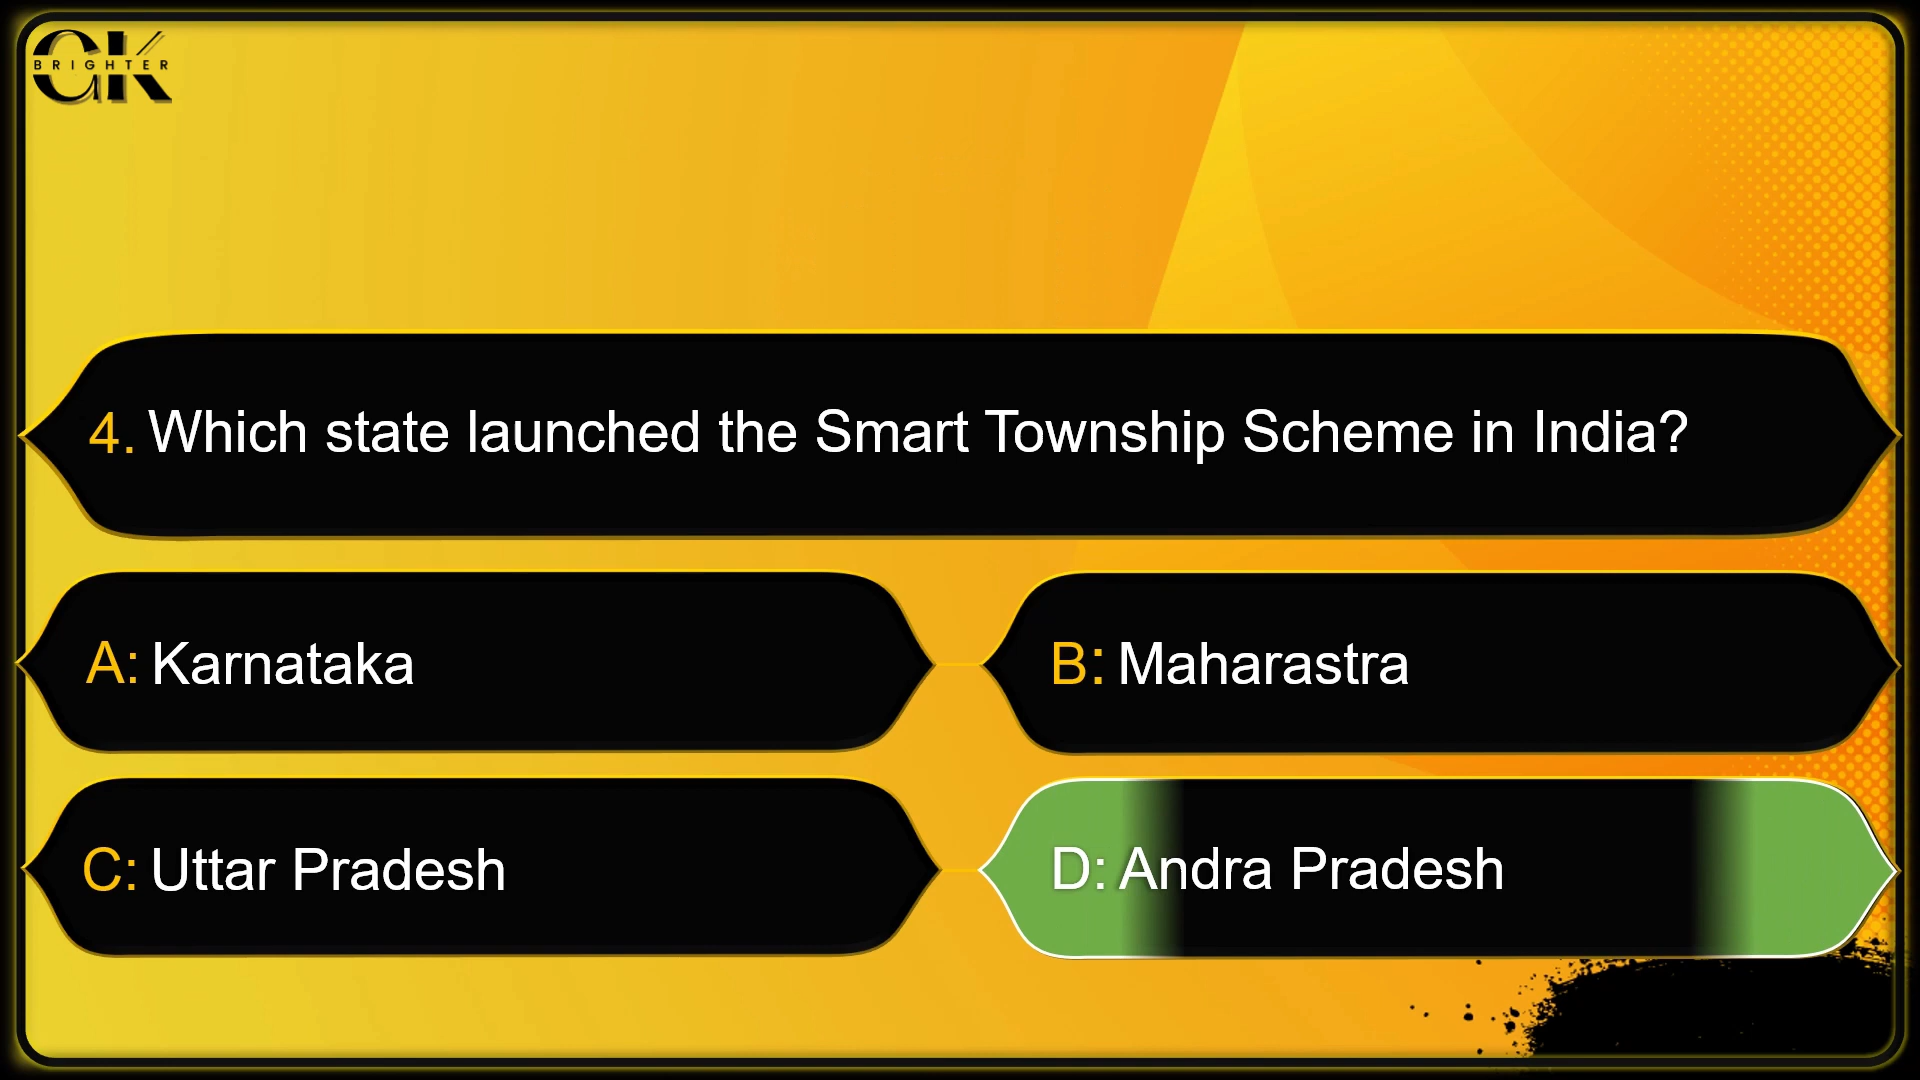 GK
BRIGHTER
4. Which state launched the Smart Township Scheme in India?
A: Karnataka
B: Maharastra
C: Uttar Pradesh
D: Andra Pradesh